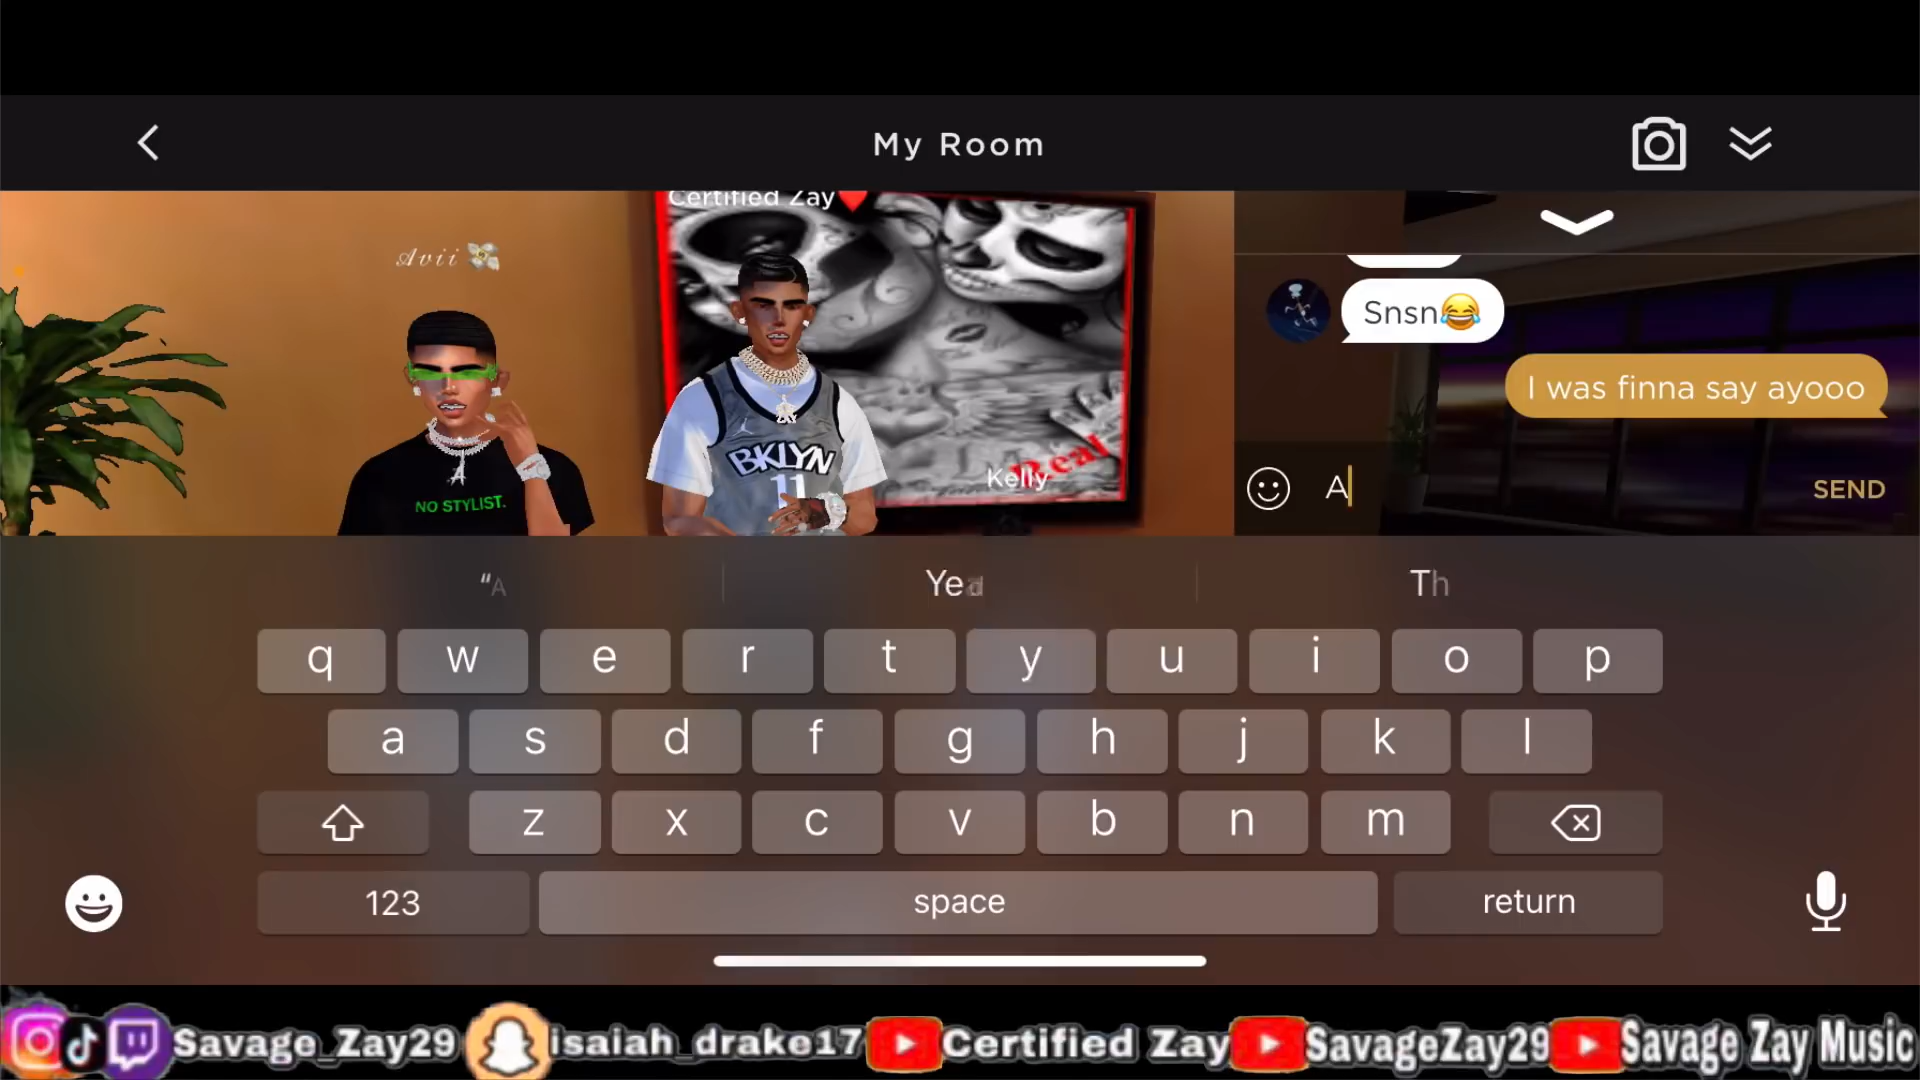 My Room
Certified Zay❤️
Avii 💸
Snsn😂
I was finna say ayooo
NO STYLIST.
A
BKLYN
11
Kelly
Real
A
SEND
“A
Yea
Th
q w e r t y u i o p
a s d f g h j k l
z x c v b n m
123 space return
Savage_Zay29 isaiah_drake17 Certified Zay SavageZay29 Savage Zay Music